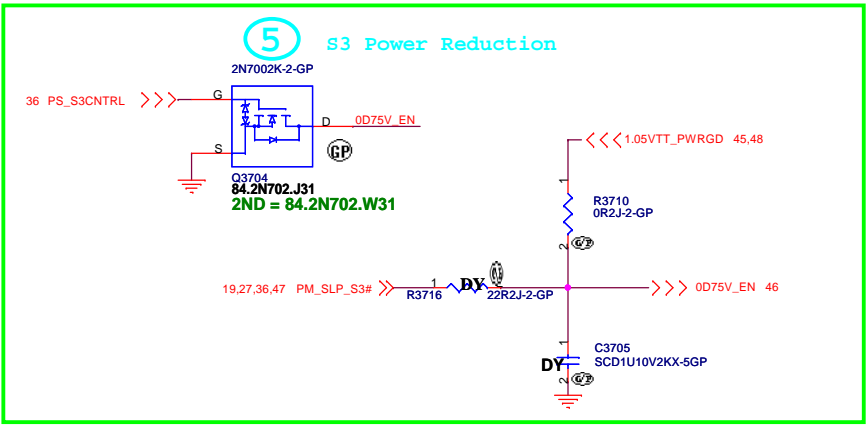 5 S3 Power Reduction
2N7002K-2-GP
36 PS_S3CNTRL
G
S
D
0D75V_EN
GP
Q3704
84.2N702.J31
2ND = 84.2N702.W31
1.05VTT_PWRGD 45,48
1
R3710
0R2J-2-GP
2
G/P
19,27,36,47 PM_SLP_S3#
1
R3716
DY
22R2J-2-GP
0D75V_EN 46
1
C3705
SCD1U10V2KX-5GP
DY
2
G/P